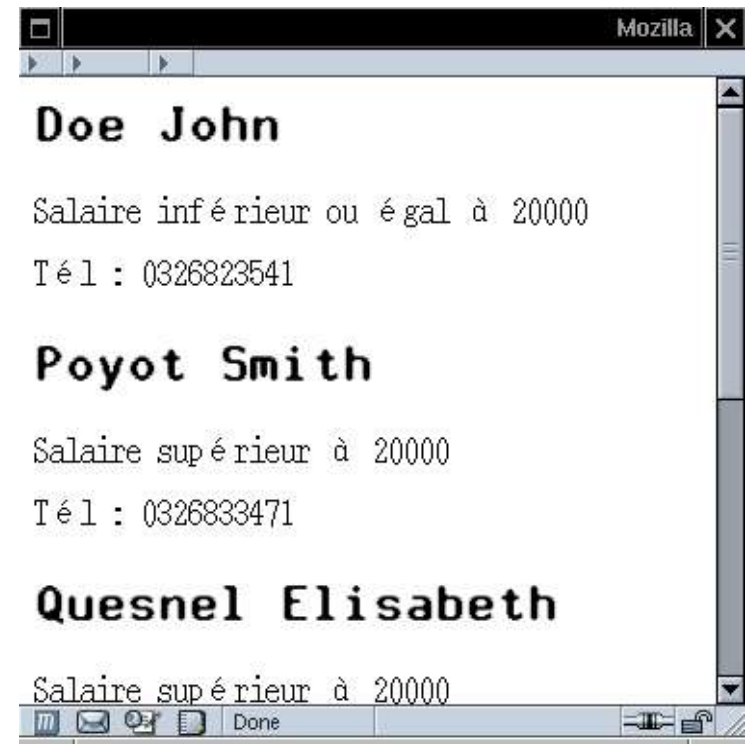 Mozilla
Doe John
Salaire inférieur ou égal à 20000
Tél : 0326823541
Poyot Smith
Salaire supérieur à 20000
Tél : 0326833471
Quesnel Elisabeth
Salaire supérieur à 20000
Done